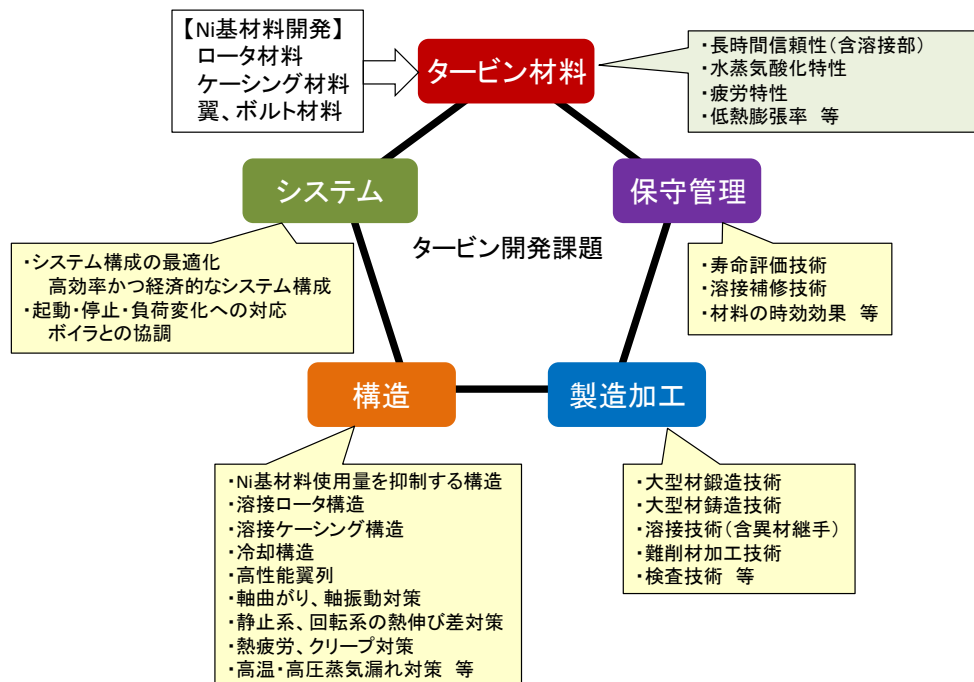 【Ni基材料開発】
ロータ材料
ケーシング材料
翼、ボルト材料
タービン材料
・長時間信頼性(含溶接部)
・水蒸気酸化特性
・疲労特性
・低熱膨張率 等
システム
保守管理
タービン開発課題
・システム構成の最適化
高効率かつ経済的なシステム構成
・起動・停止・負荷変化への対応
ボイラとの協調
・寿命評価技術
・溶接補修技術
・材料の時効効果 等
構造
製造加工
・Ni基材料使用量を抑制する構造
・溶接ロータ構造
・溶接ケーシング構造
・冷却構造
・高性能翼列
・軸曲がり、軸振動対策
・静止系、回転系の熱伸び差対策
・熱疲労、クリープ対策
・高温・高圧蒸気漏れ対策 等
・大型材鍛造技術
・大型材鋳造技術
・溶接技術(含異材継手)
・難削材加工技術
・検査技術 等